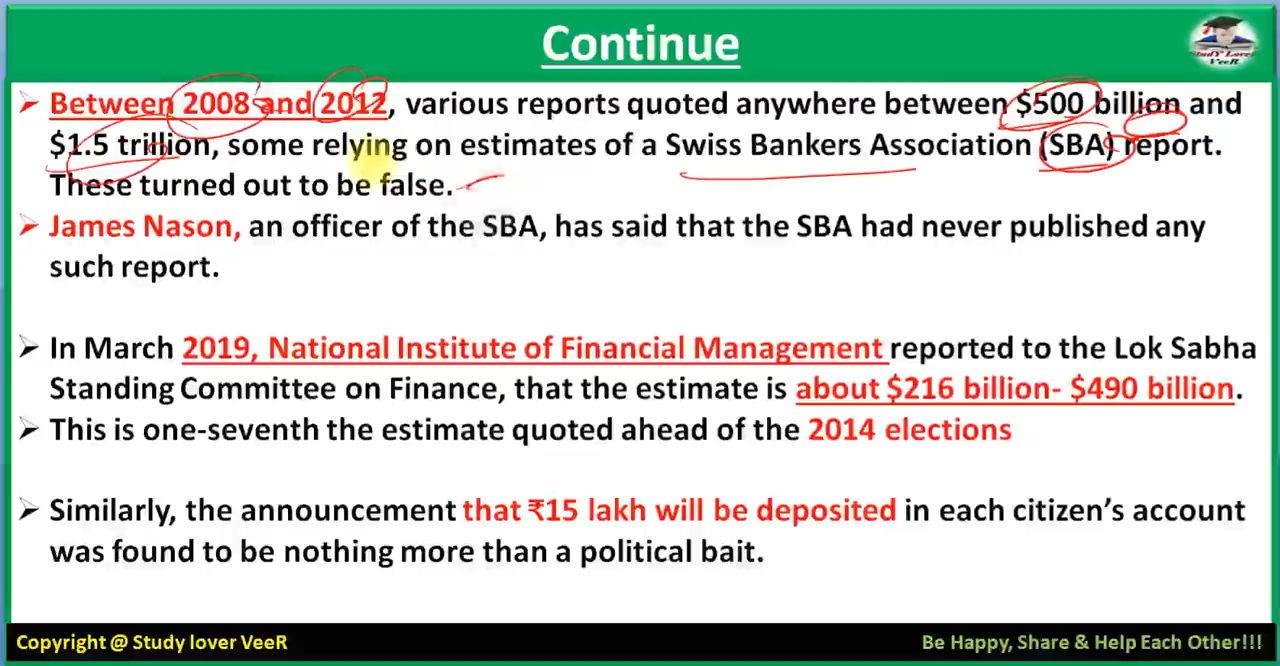 Continue
StudY Lover
VeeR
➢ Between 2008 and 2012, various reports quoted anywhere between $500 billion and
$1.5 trillion, some relying on estimates of a Swiss Bankers Association (SBA) report.
These turned out to be false.
➢ James Nason, an officer of the SBA, has said that the SBA had never published any
such report.
➢ In March 2019, National Institute of Financial Management reported to the Lok Sabha
Standing Committee on Finance, that the estimate is about $216 billion- $490 billion.
➢ This is one-seventh the estimate quoted ahead of the 2014 elections
➢ Similarly, the announcement that ₹15 lakh will be deposited in each citizen’s account
was found to be nothing more than a political bait.
Copyright @ Study lover VeeR
Be Happy, Share & Help Each Other!!!